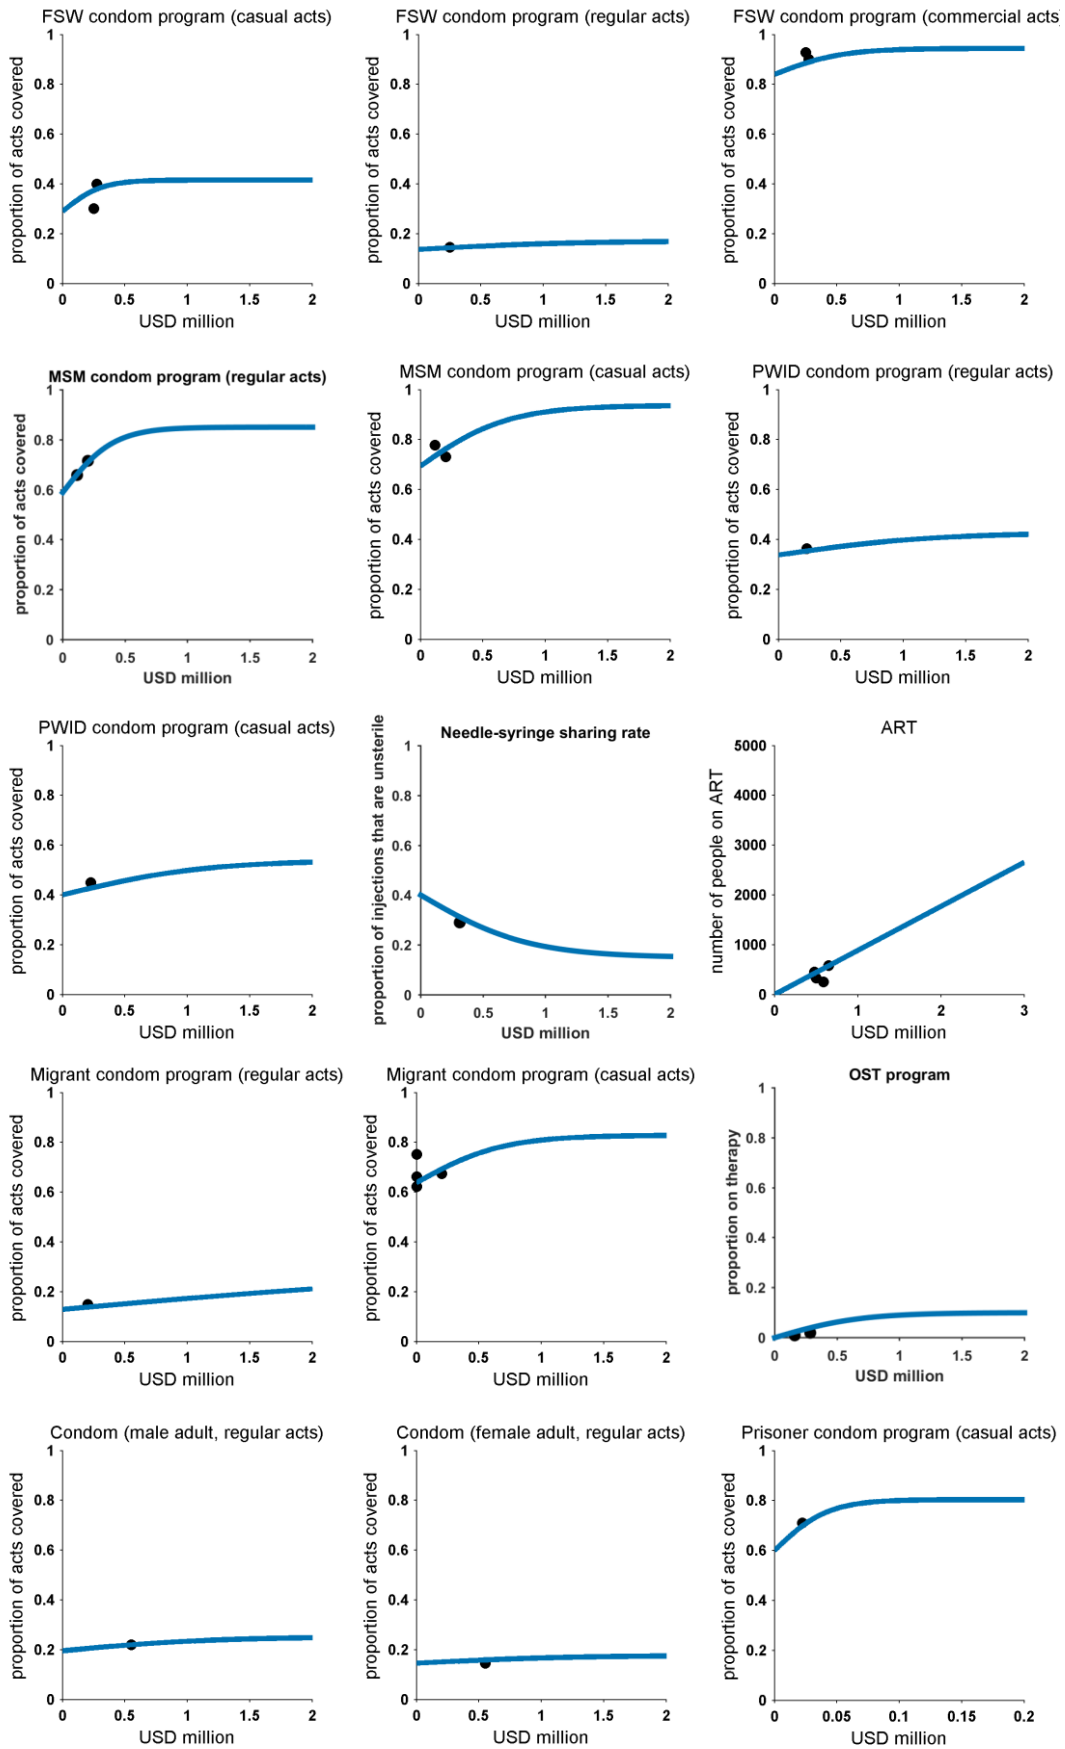 FSW condom program (casual acts)
proportion of acts covered
1
0.8
0.6
0.4
0.2
0
0 0.5 1 1.5 2
USD million
FSW condom program (regular acts)
proportion of acts covered
1
0.8
0.6
0.4
0.2
0
0 0.5 1 1.5 2
USD million
FSW condom program (commercial acts)
proportion of acts covered
1
0.8
0.6
0.4
0.2
0
0 0.5 1 1.5 2
USD million
MSM condom program (regular acts)
proportion of acts covered
1
0.8
0.6
0.4
0.2
0
0 0.5 1 1.5 2
USD million
MSM condom program (casual acts)
proportion of acts covered
1
0.8
0.6
0.4
0.2
0
0 0.5 1 1.5 2
USD million
PWID condom program (regular acts)
proportion of acts covered
1
0.8
0.6
0.4
0.2
0
0 0.5 1 1.5 2
USD million
PWID condom program (casual acts)
proportion of acts covered
1
0.8
0.6
0.4
0.2
0
0 0.5 1 1.5 2
USD million
Needle-syringe sharing rate
proportion of injections that are unsterile
1
0.8
0.6
0.4
0.2
0
0 0.5 1 1.5 2
USD million
ART
number of people on ART
5000
4000
3000
2000
1000
0
0 1 2 3
USD million
Migrant condom program (regular acts)
proportion of acts covered
1
0.8
0.6
0.4
0.2
0
0 0.5 1 1.5 2
USD million
Migrant condom program (casual acts)
proportion of acts covered
1
0.8
0.6
0.4
0.2
0
0 0.5 1 1.5 2
USD million
OST program
proportion on therapy
1
0.8
0.6
0.4
0.2
0
0 0.5 1 1.5 2
USD million
Condom (male adult, regular acts)
proportion of acts covered
1
0.8
0.6
0.4
0.2
0
0 0.5 1 1.5 2
USD million
Condom (female adult, regular acts)
proportion of acts covered
1
0.8
0.6
0.4
0.2
0
0 0.5 1 1.5 2
USD million
Prisoner condom program (casual acts)
proportion of acts covered
1
0.8
0.6
0.4
0.2
0
0 0.05 0.1 0.15 0.2
USD million